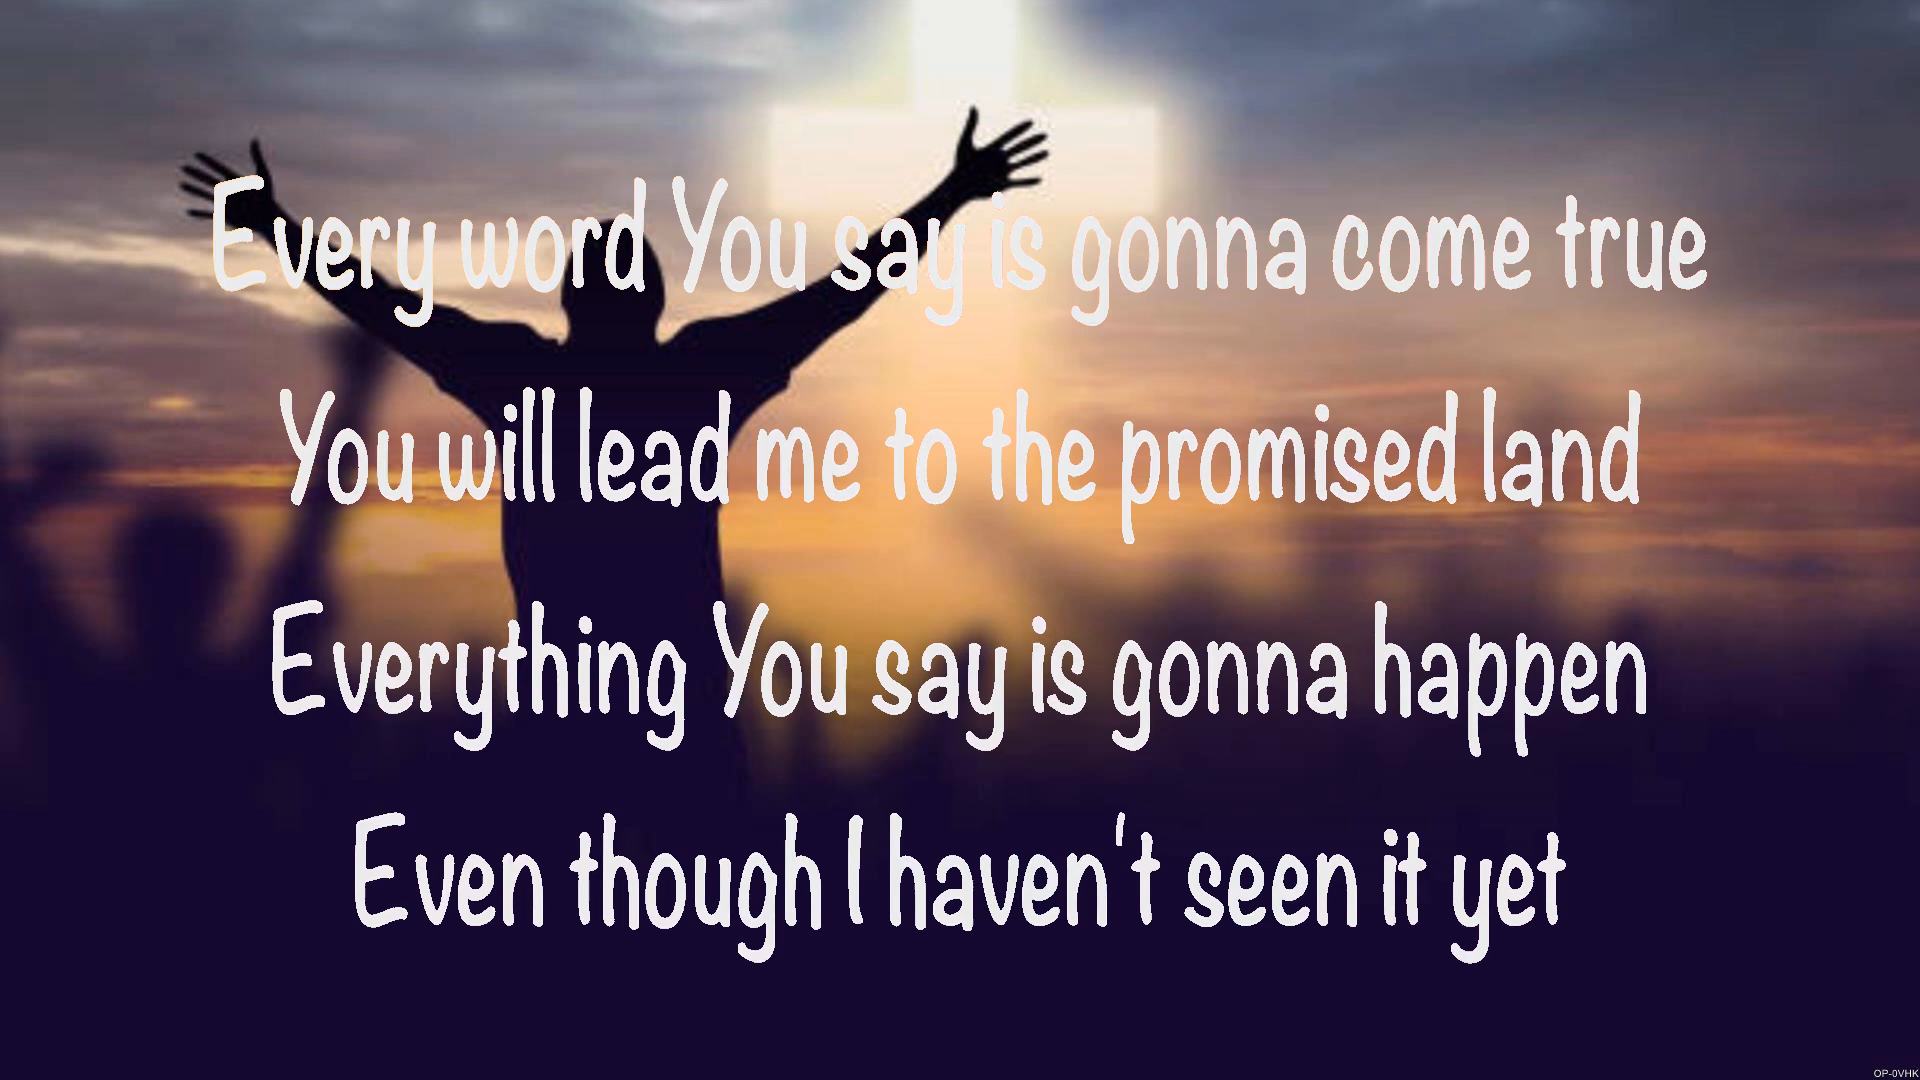 Every word You say is gonna come true
You will lead me to the promised land
Everything You say is gonna happen
Even though I haven't seen it yet
OP-0VHK